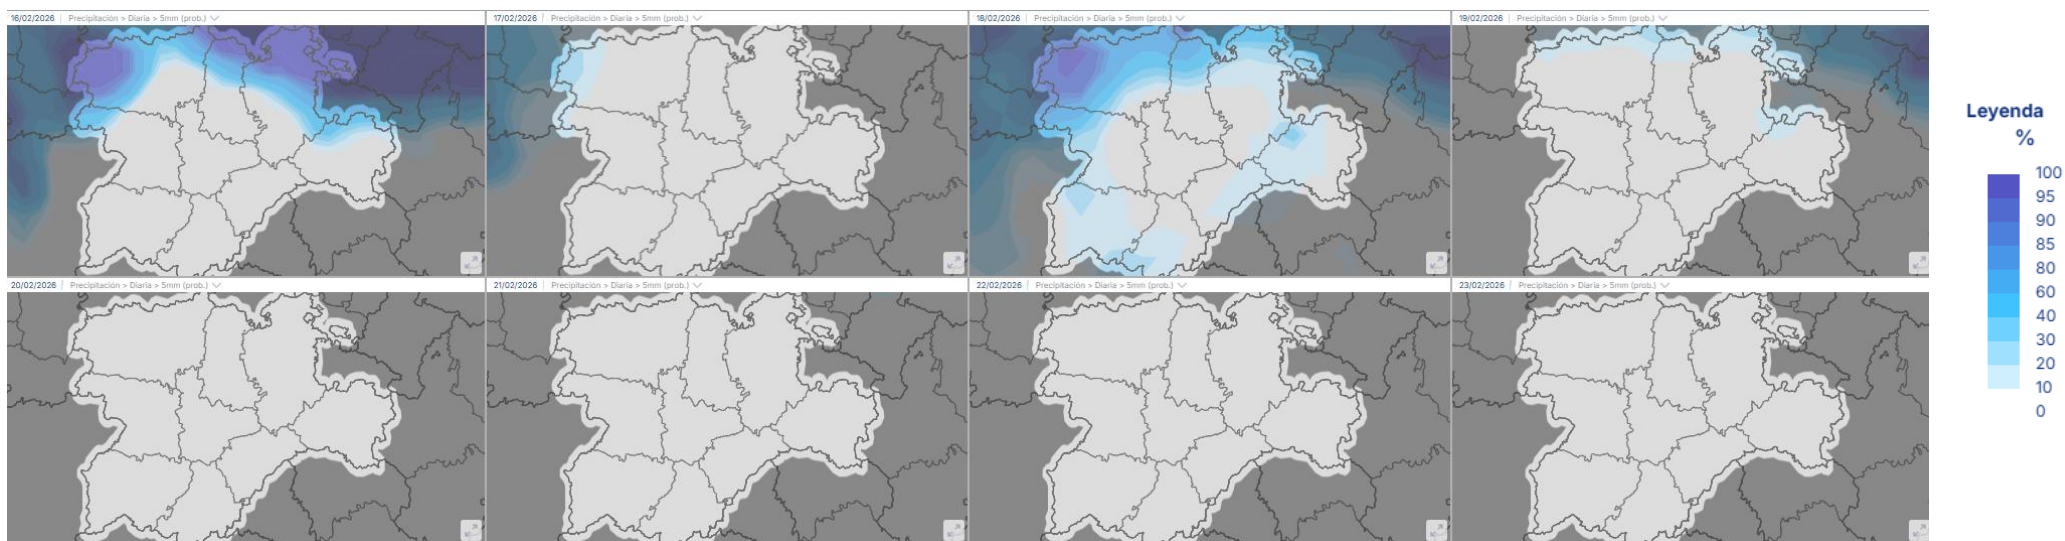 16/02/2026 | Precipitación > Diaria > 5mm (prob.)
17/02/2026 | Precipitación > Diaria > 5mm (prob.)
18/02/2026 | Precipitación > Diaria > 5mm (prob.)
19/02/2026 | Precipitación > Diaria > 5mm (prob.)
20/02/2026 | Precipitación > Diaria > 5mm (prob.)
21/02/2026 | Precipitación > Diaria > 5mm (prob.)
22/02/2026 | Precipitación > Diaria > 5mm (prob.)
23/02/2026 | Precipitación > Diaria > 5mm (prob.)
Leyenda
%
100
95
90
85
80
60
40
30
20
10
0